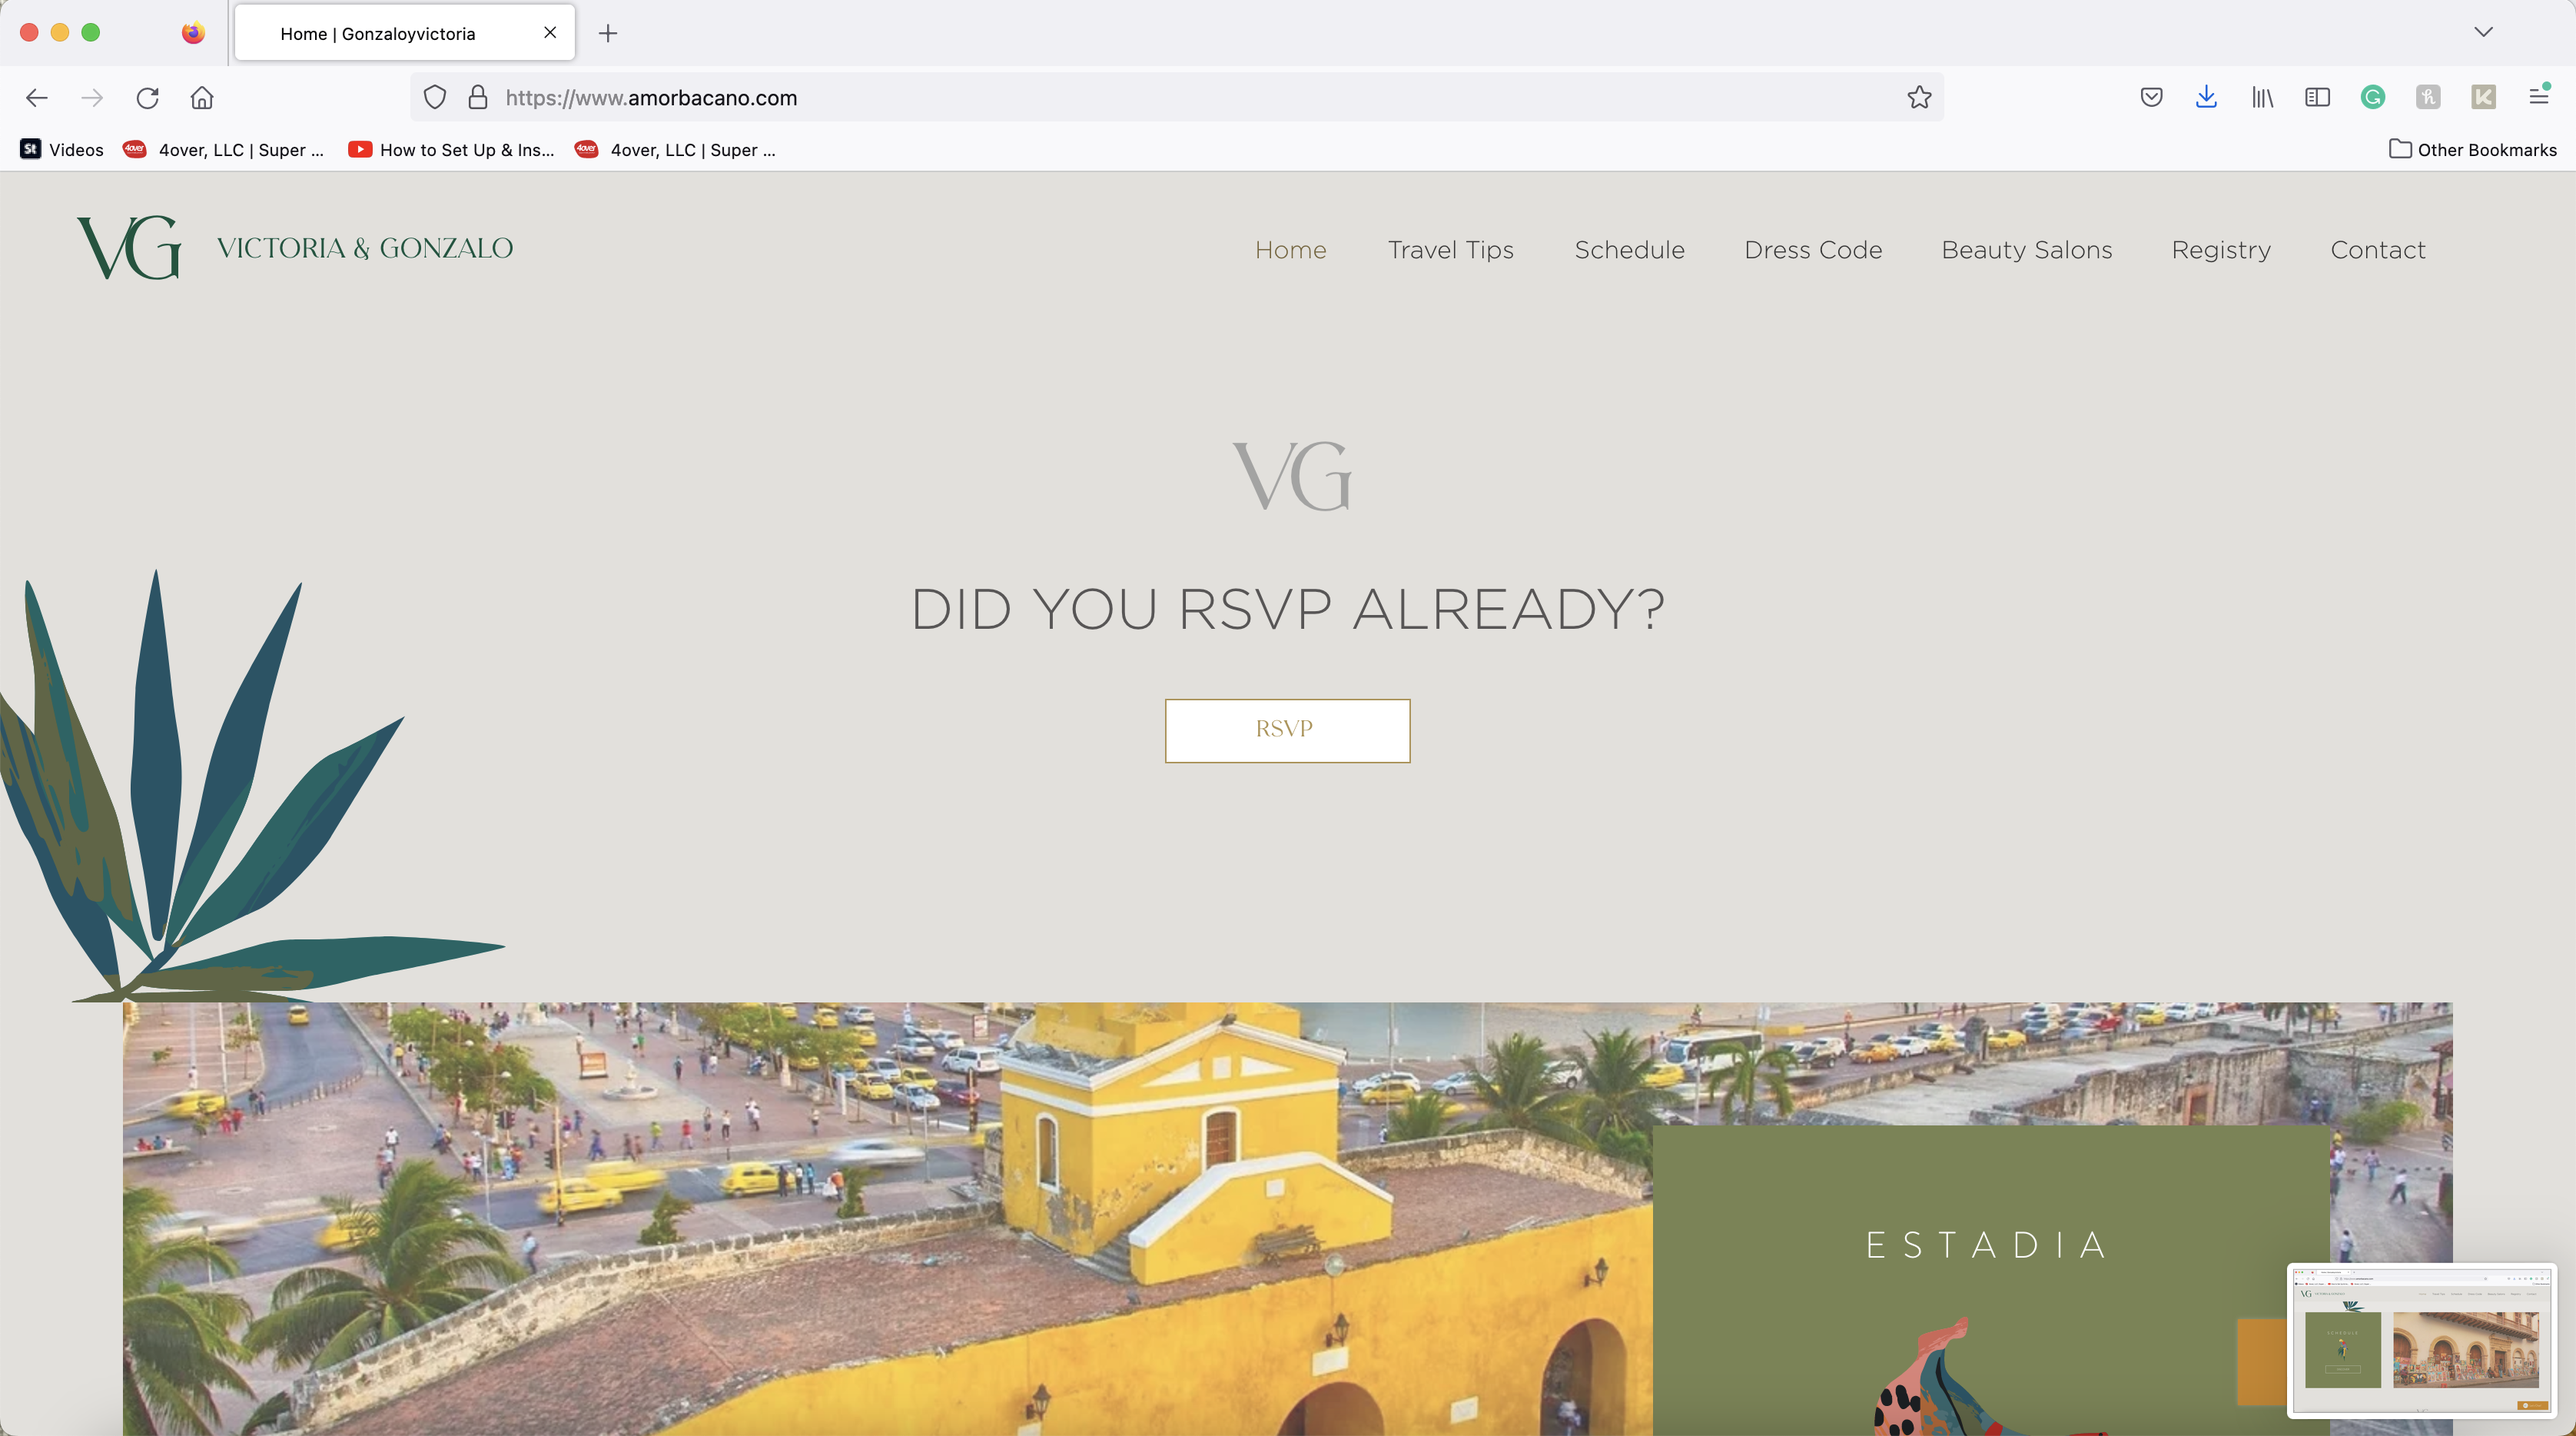 Home | Gonzaloyvictoria
https://www.amorbacano.com
Videos
4over, LLC | Super ...
How to Set Up & Ins...
4over, LLC | Super ...
Other Bookmarks
VG VICTORIA & GONZALO
Home
Travel Tips
Schedule
Dress Code
Beauty Salons
Registry
Contact
VG
DID YOU RSVP ALREADY?
RSVP
ESTADIA